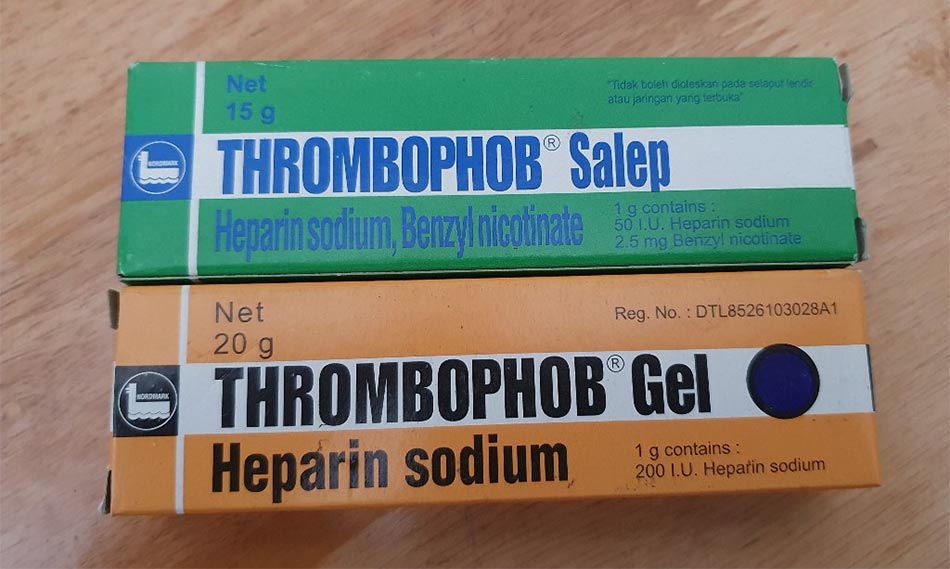 Net
15 g
"Tidak boleh dioleskan pada selaput lendir
atau jaringan yang terbuka"
NORDMARK
THROMBOPHOB® Salep
Heparin sodium, Benzyl nicotinate
1 g contains :
50 I.U. Heparin sodium
2.5 mg Benzyl nicotinate
Net
20 g
Reg. No. : DTL8526103028A1
NORDMARK
THROMBOPHOB® Gel
Heparin sodium
1 g contains :
200 I.U. Heparin sodium